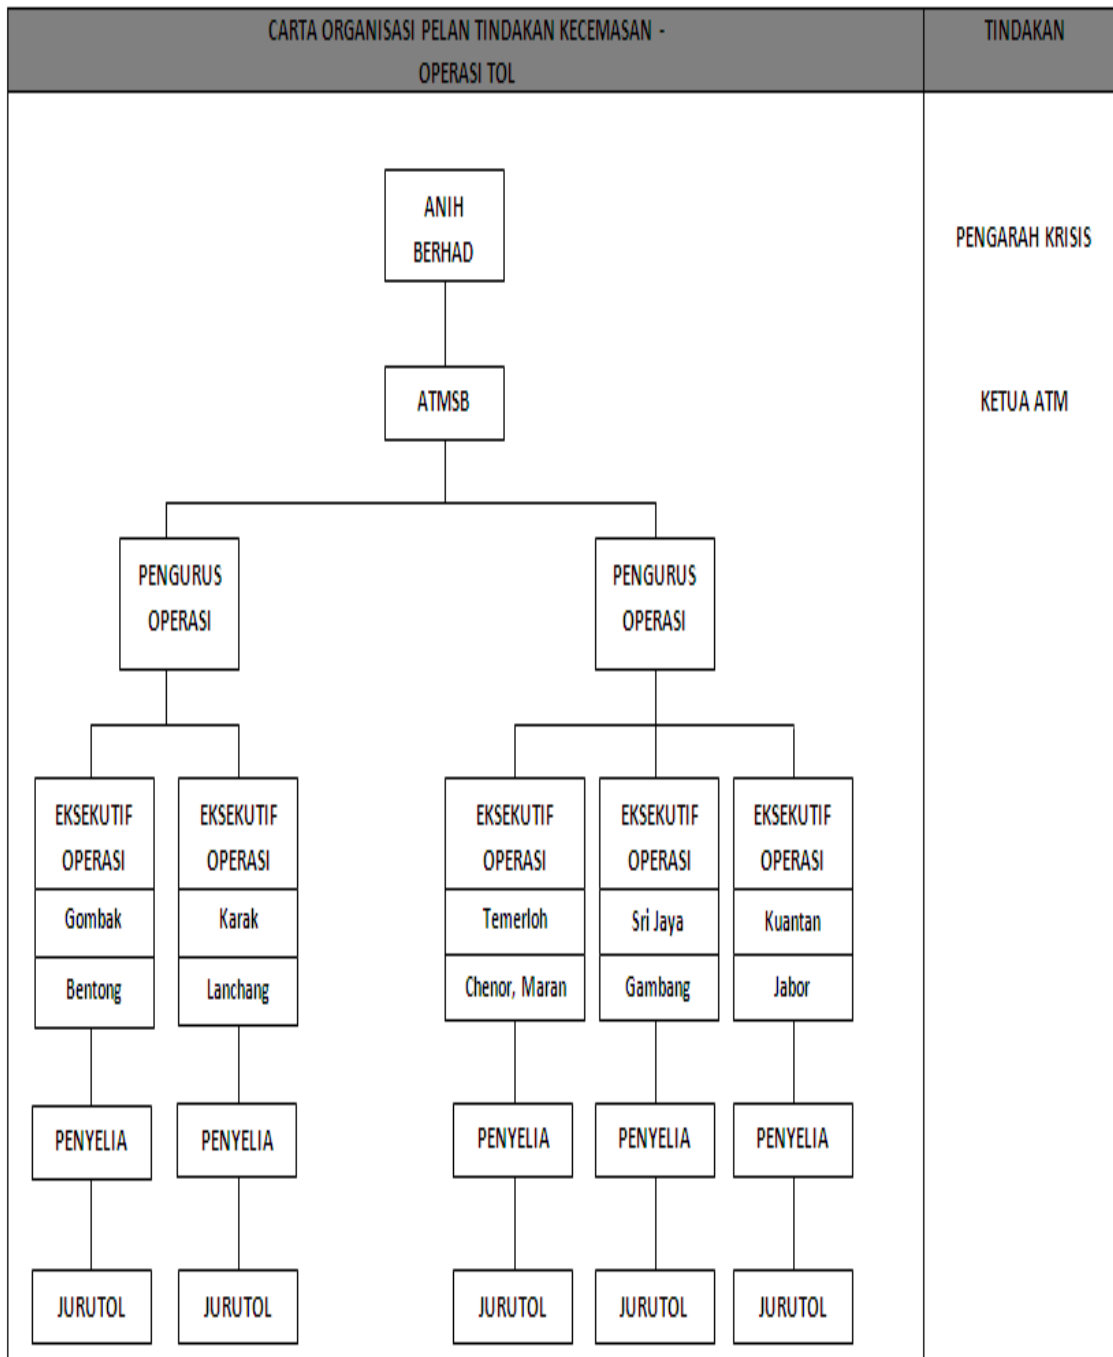 CARTA ORGANISASI PELAN TINDAKAN KECEMASAN -
OPERASI TOL
TINDAKAN
ANIH
BERHAD
PENGARAH KRISIS
ATMSB
KETUA ATM
PENGURUS
OPERASI
PENGURUS
OPERASI
EKSEKUTIF
OPERASI
Gombak
Bentong
EKSEKUTIF
OPERASI
Karak
Lanchang
EKSEKUTIF
OPERASI
Temerloh
Chenor, Maran
EKSEKUTIF
OPERASI
Sri Jaya
Gambang
EKSEKUTIF
OPERASI
Kuantan
Jabor
PENYELIA
PENYELIA
PENYELIA
PENYELIA
PENYELIA
JURUTOL
JURUTOL
JURUTOL
JURUTOL
JURUTOL